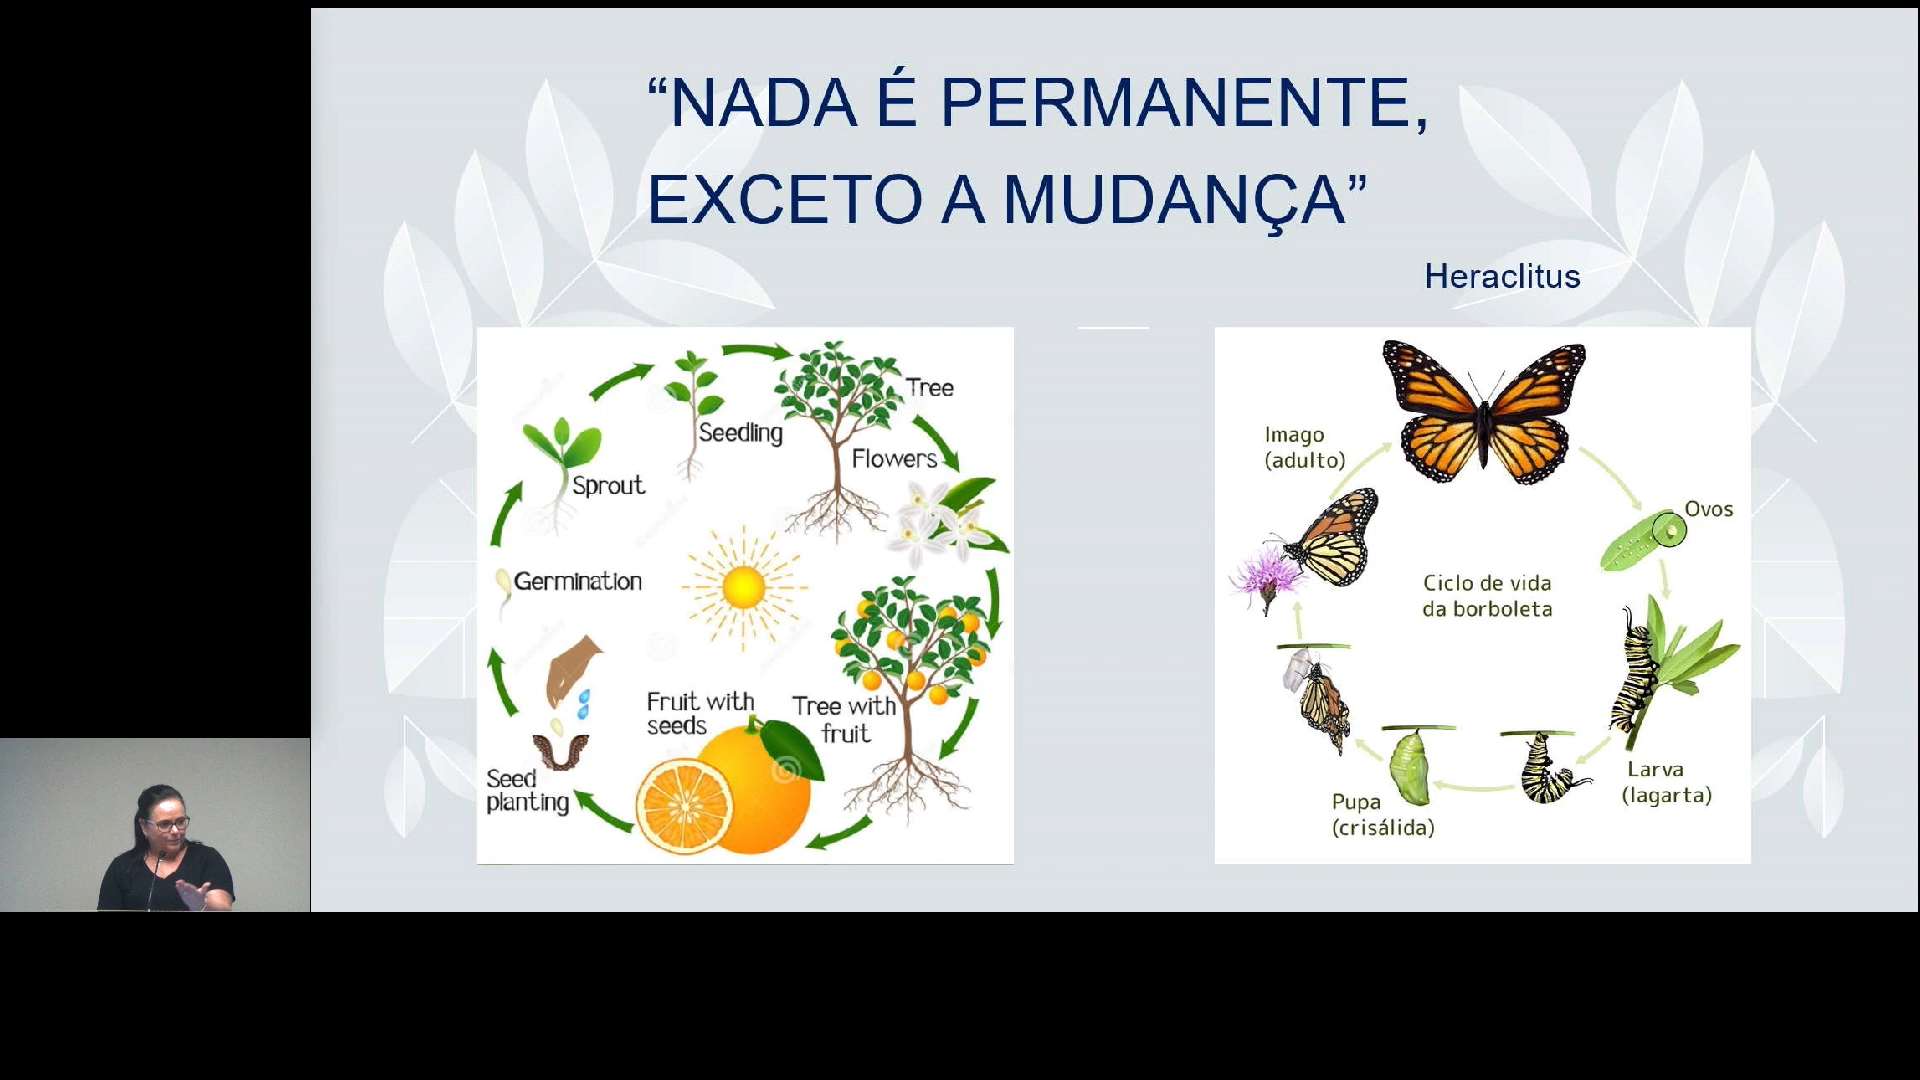 “NADA É PERMANENTE,
EXCETO A MUDANÇA”
Heraclitus
Tree
Seedling
Flowers
Sprout
Germination
Fruit with
seeds
Tree with
fruit
Seed
planting
Imago
(adulto)
Ovos
Ciclo de vida
da borboleta
Larva
(lagarta)
Pupa
(crisálida)